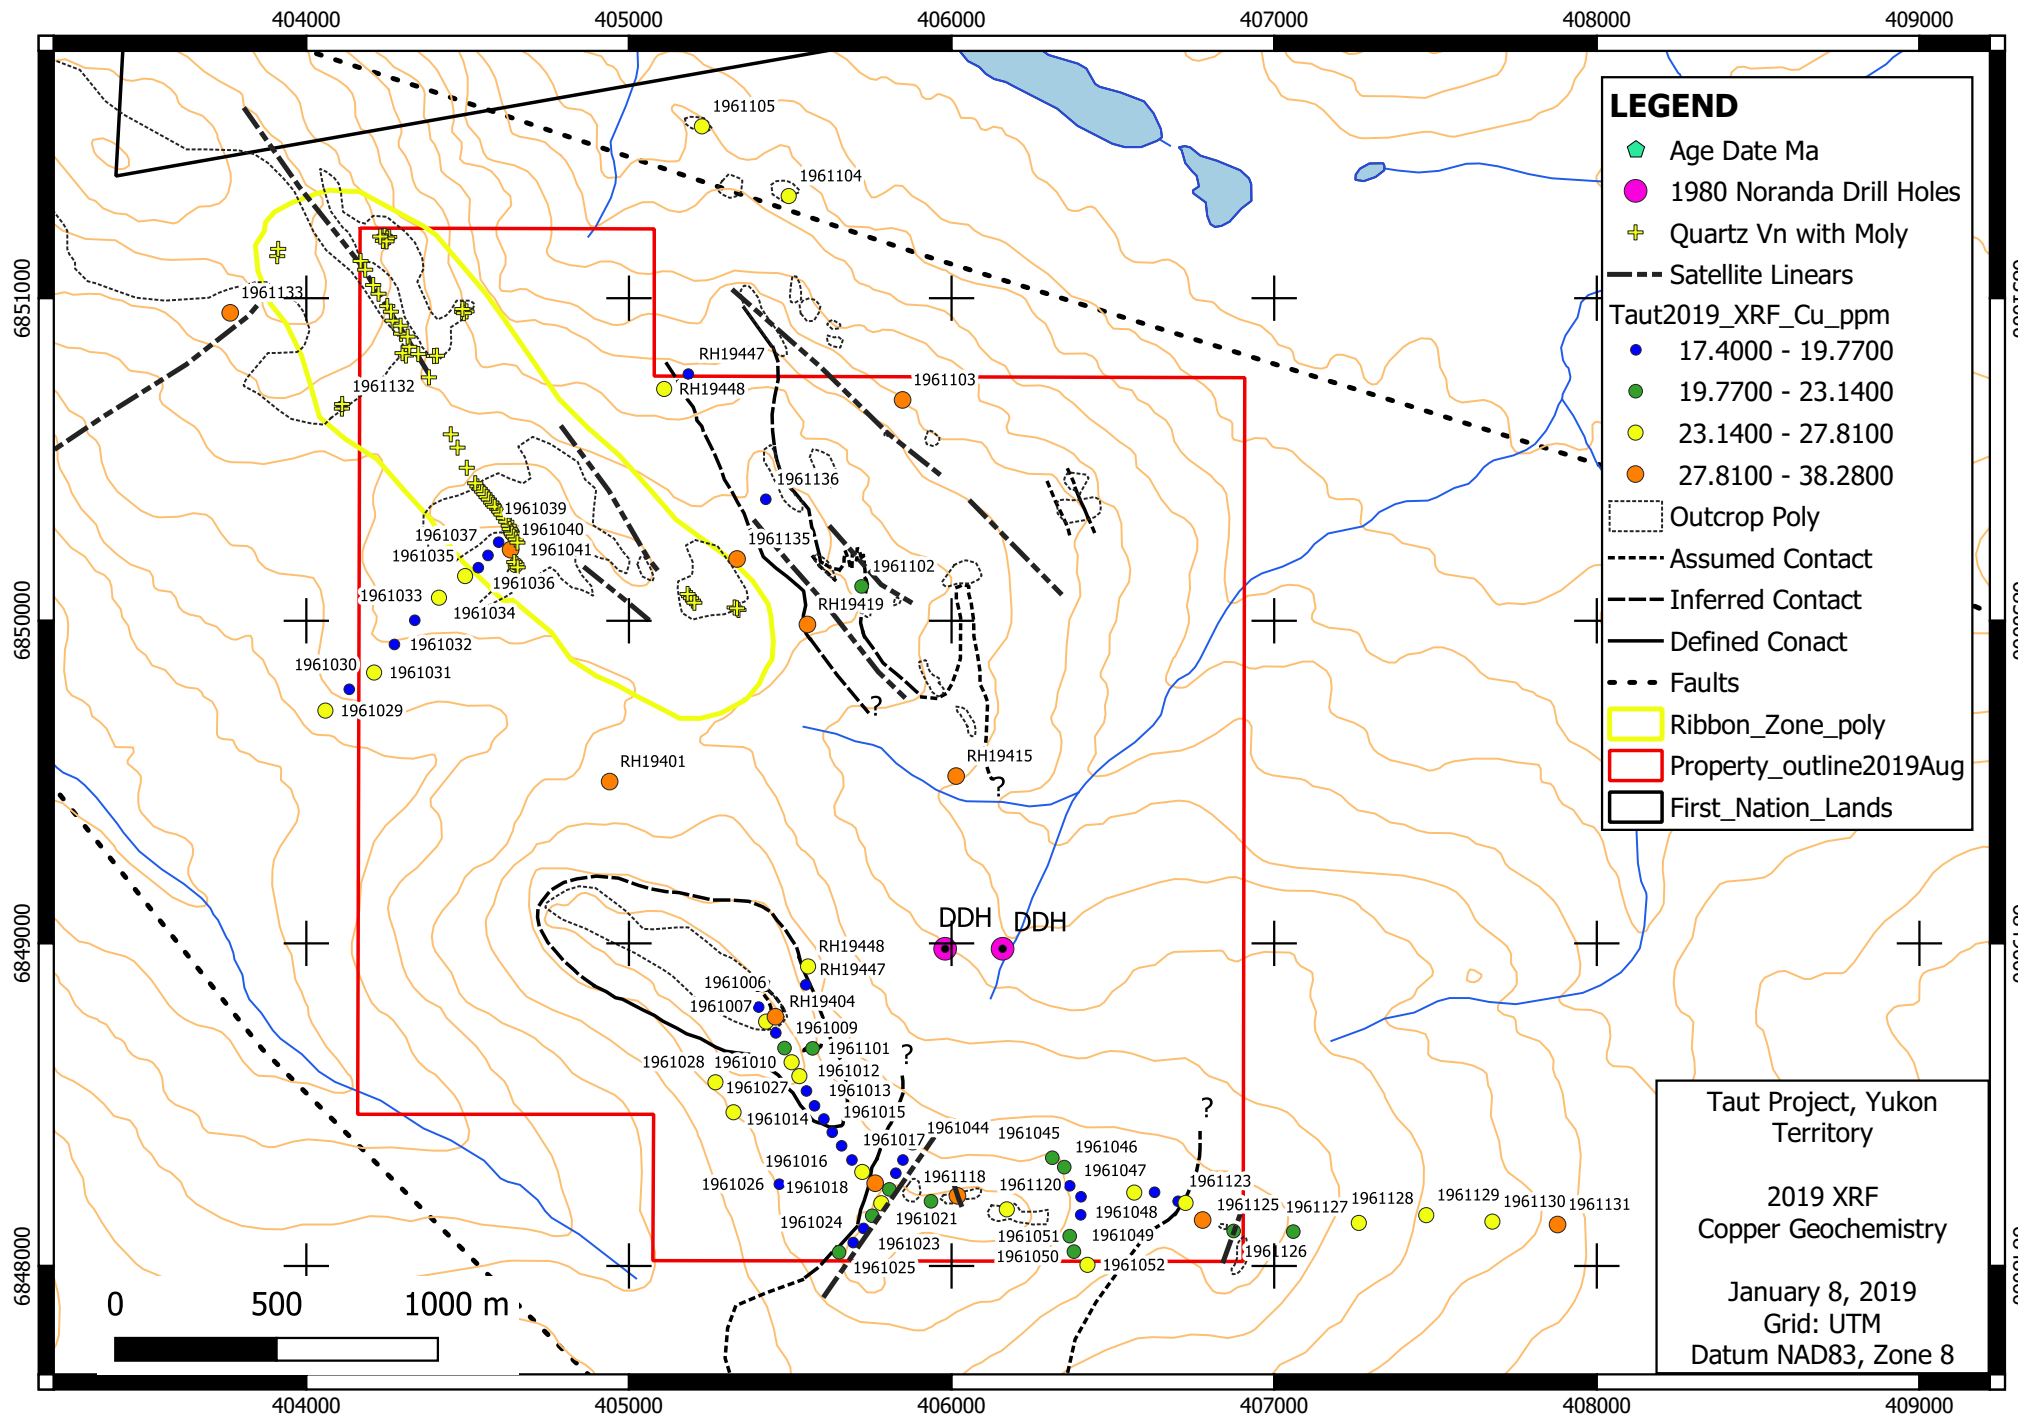 404000 405000 406000 407000 408000 409000
1961105
1961104
LEGEND
Age Date Ma
1980 Noranda Drill Holes
Quartz Vn with Moly
Satellite Linears
Taut2019_XRF_Cu_ppm
17.4000 - 19.7700
19.7700 - 23.1400
23.1400 - 27.8100
27.8100 - 38.2800
Outcrop Poly
Assumed Contact
Inferred Contact
Defined Conact
Faults
Ribbon_Zone_poly
Property_outline2019Aug
First_Nation_Lands
6851000
1961133
1961132
RH19447
RH19448
1961103
1961136
1961039
1961037
1961040
1961035
1961041
1961135
1961036
1961102
1961033
1961034
RH19419
6850000
1961032
1961030
1961031
1961029
?
RH19401
RH19415
?
6849000
DDH DDH
RH19448
RH19447
1961006
1961007
RH19404
1961009
1961101
?
1961028
1961010
1961012
1961027
1961013
1961014
1961015
?
1961044
1961017
1961045
1961046
1961016
1961047
1961026
1961018
1961118
1961120
1961123
1961048
1961125
1961127
1961128
1961129
1961130
1961131
1961024
1961021
1961051
1961049
1961023
1961050
1961126
1961025
1961052
6848000
0 500 1000 m
Taut Project, Yukon
Territory
2019 XRF
Copper Geochemistry
January 8, 2019
Grid: UTM
Datum NAD83, Zone 8
404000 405000 406000 407000 408000 409000